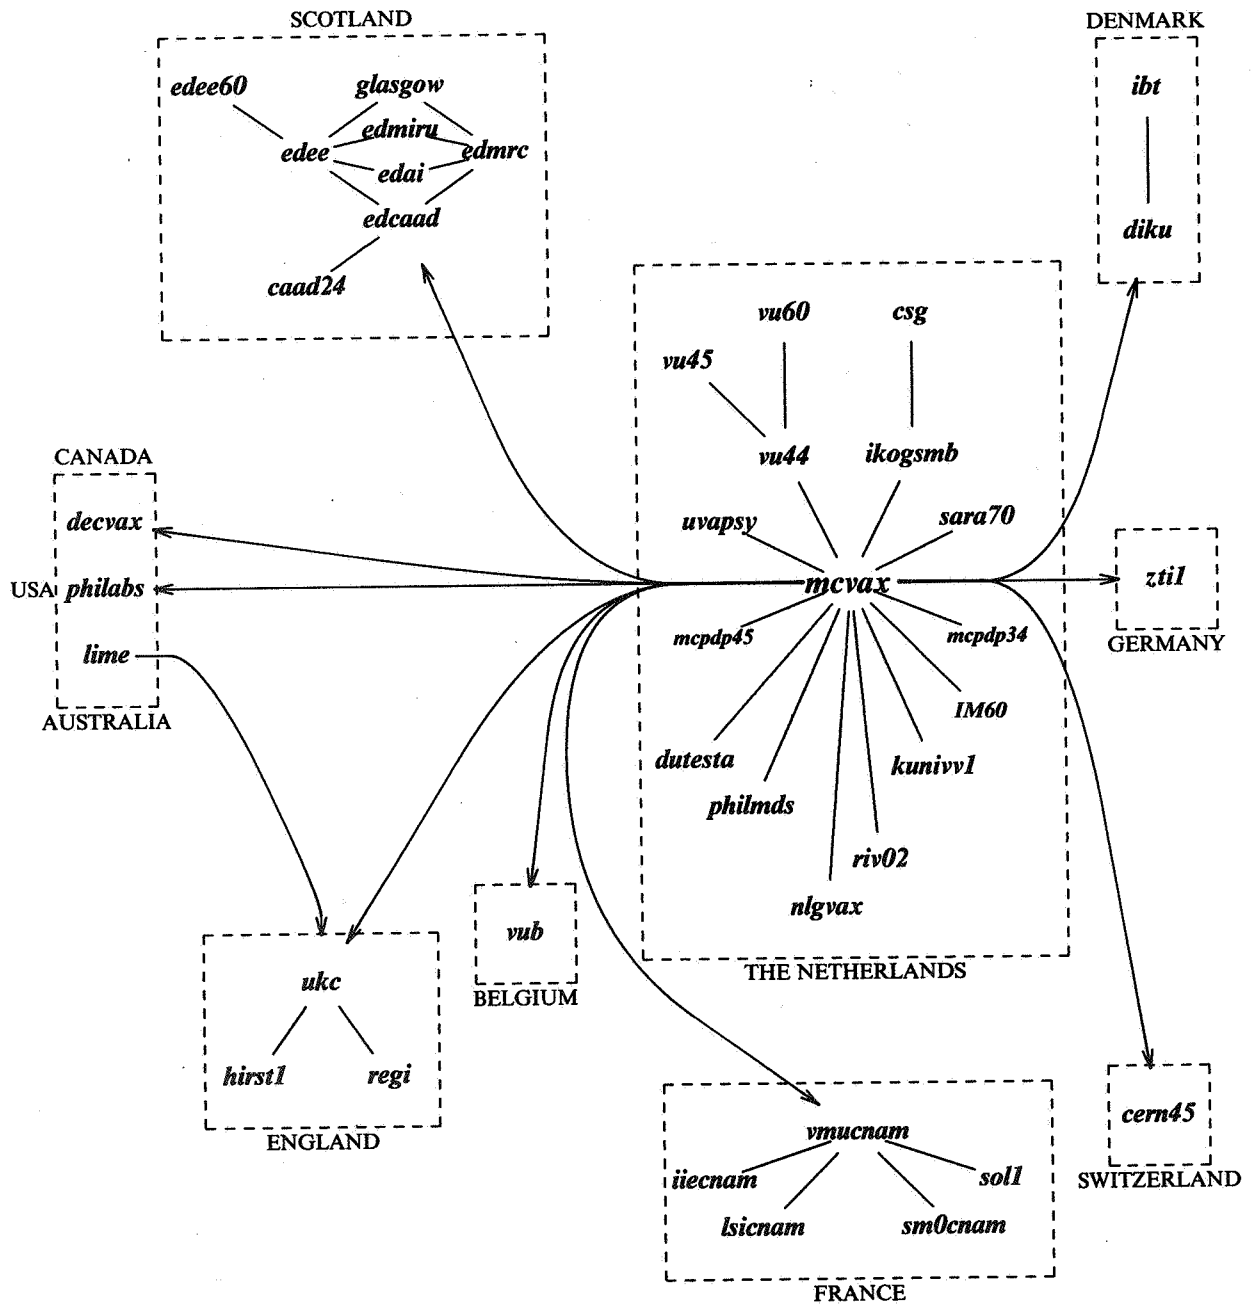 SCOTLAND
edee60
glasgow
edmiru
edee
edmrc
edai
edcaad
caad24
DENMARK
ibt
diku
vu60
csg
vu45
vu44
ikogsmb
uvapsy
sara70
mcvax
mcpdp45
mcpdp34
IM60
dutesta
kunivv1
philmds
riv02
nlgvax
THE NETHERLANDS
CANADA
decvax
USA philabs
lime
AUSTRALIA
zti1
GERMANY
ukc
hirst1
regi
ENGLAND
vub
BELGIUM
vmucnam
iiecnam
sol1
lsicnam
sm0cnam
FRANCE
cern45
SWITZERLAND